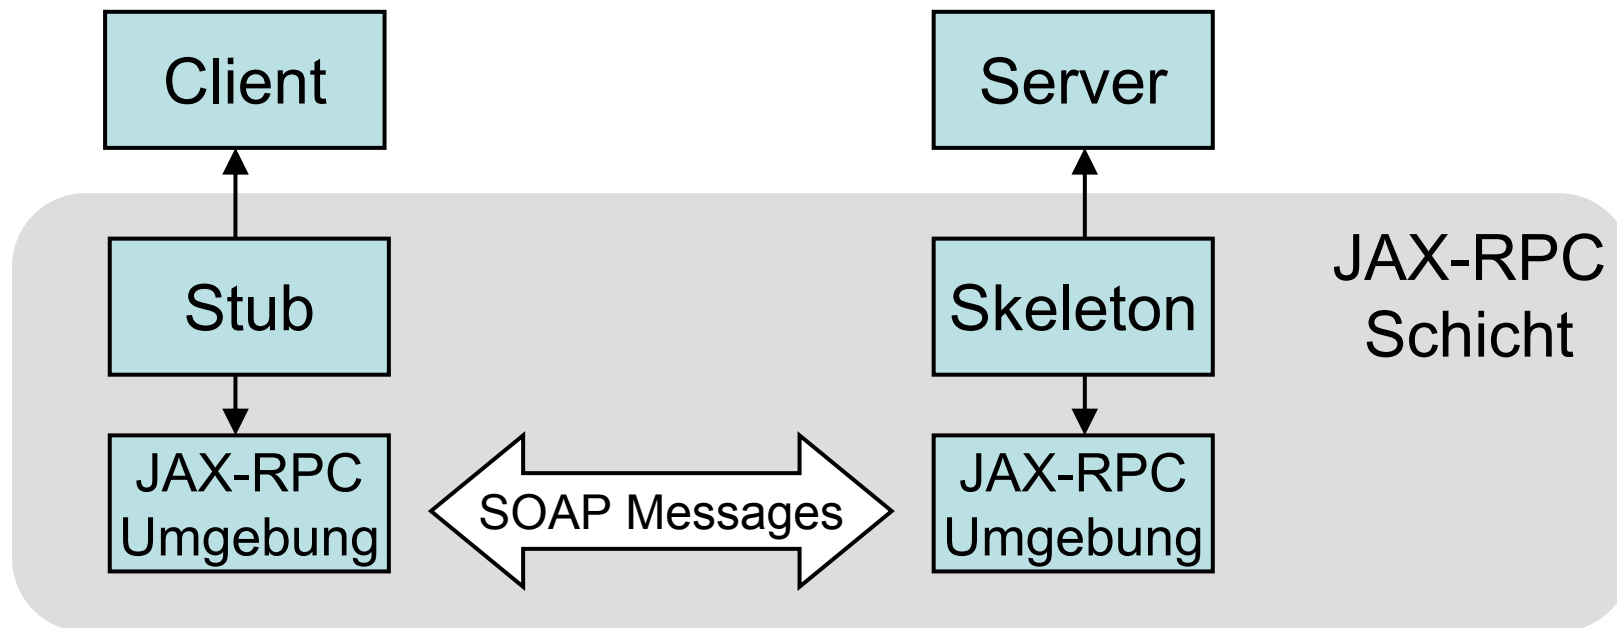 Client
Server
Stub
Skeleton
JAX-RPC
Schicht
JAX-RPC
Umgebung
SOAP Messages
JAX-RPC
Umgebung